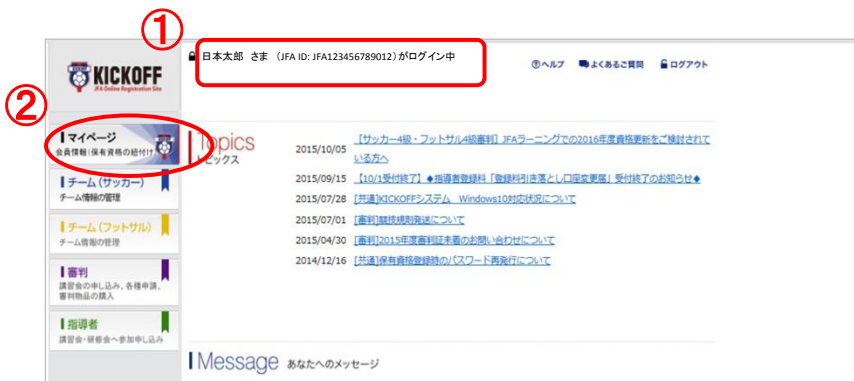 ①
日本太郎 さま （JFA ID: JFA123456789012）がログイン中
ヘルプ よくあるご質問 ログアウト
KICKOFF
JFA Online Registration Site
②
マイページ
会員情報・保有資格の紐付け
チーム（サッカー）
チーム情報の管理
チーム（フットサル）
チーム情報の管理
審判
講習会の申し込み、各種申請、
審判物品の購入
指導者
講習会・研修会へ参加申し込み
Topics
トピックス
2015/10/05 【サッカー4級・フットサル4級審判】JFAラーニングでの2016年度資格更新をご検討されて
いる方へ
2015/09/15 【10/1受付終了】◆指導者登録料「登録料引き落とし口座変更届」受付終了のお知らせ◆
2015/07/28 [共通]KICKOFFシステム Windows10対応状況について
2015/07/01 [審判]競技規則発送について
2015/04/30 [審判]2015年度審判証未着のお問い合わせについて
2014/12/16 [共通]保有資格登録時のパスワード再発行について
Message あなたへのメッセージ